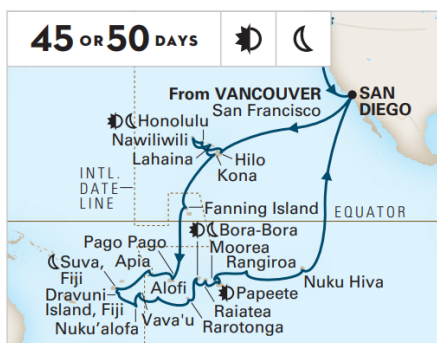 45 OR 50 DAYS
From VANCOUVER
San Francisco
SAN
DIEGO
Honolulu
Nawiliwili
Lahaina
Hilo
Kona
INTL.
DATE
LINE
Fanning Island
EQUATOR
Bora-Bora
Moorea
Rangiroa
Pago Pago
Apia
Suva,
Fiji
Dravuni
Island, Fiji
Nuku'alofa
Alofi
Vava'u
Papeete
Raiatea
Rarotonga
Nuku Hiva